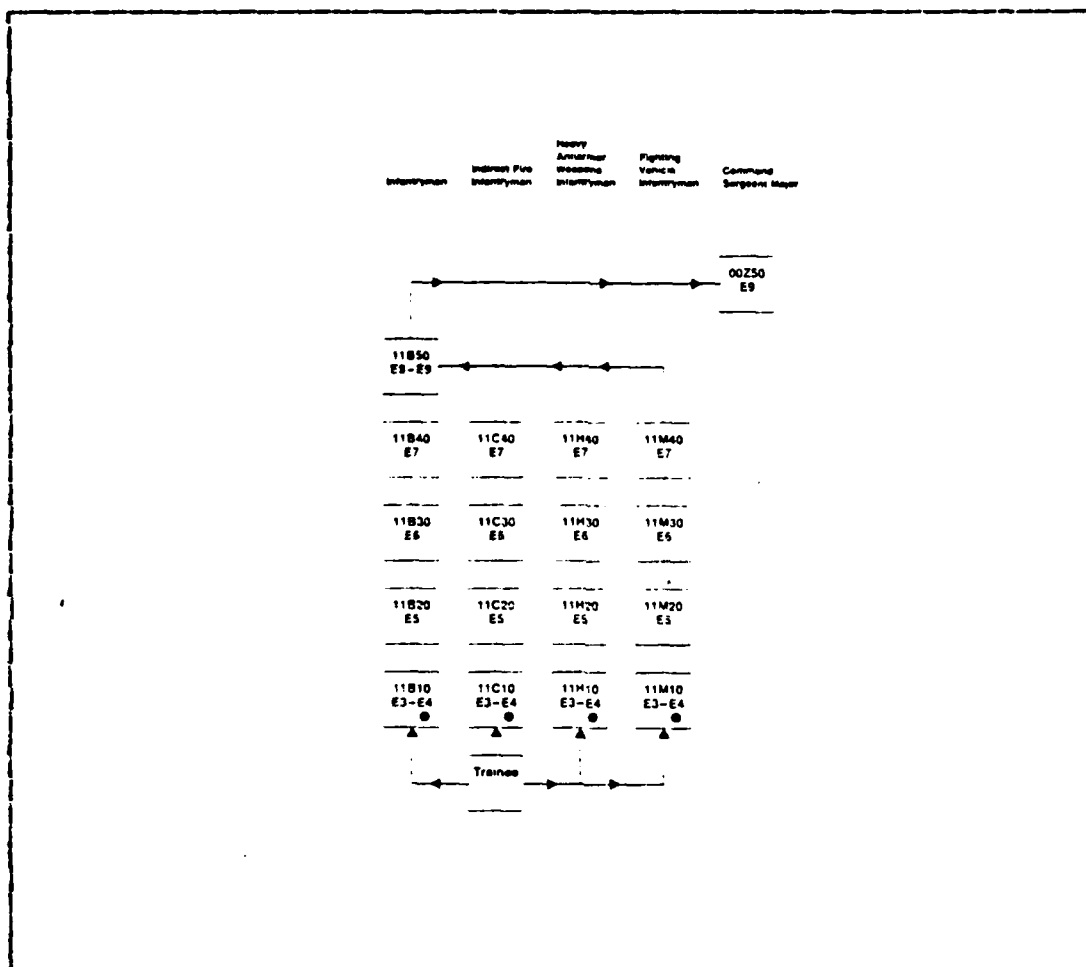 Infantryman
Indirect Fire
Infantryman
Heavy
Antiarmor
Weapons
Infantryman
Fighting
Vehicle
Infantryman
Command
Sergeant Major
00Z50
E9
11B50
E8-E9
11B40
E7
11C40
E7
11H40
E7
11M40
E7
11B30
E6
11C30
E6
11H30
E6
11M30
E6
11B20
E5
11C20
E5
11H20
E5
11M20
E5
11B10
E3-E4
11C10
E3-E4
11H10
E3-E4
11M10
E3-E4
Trainee